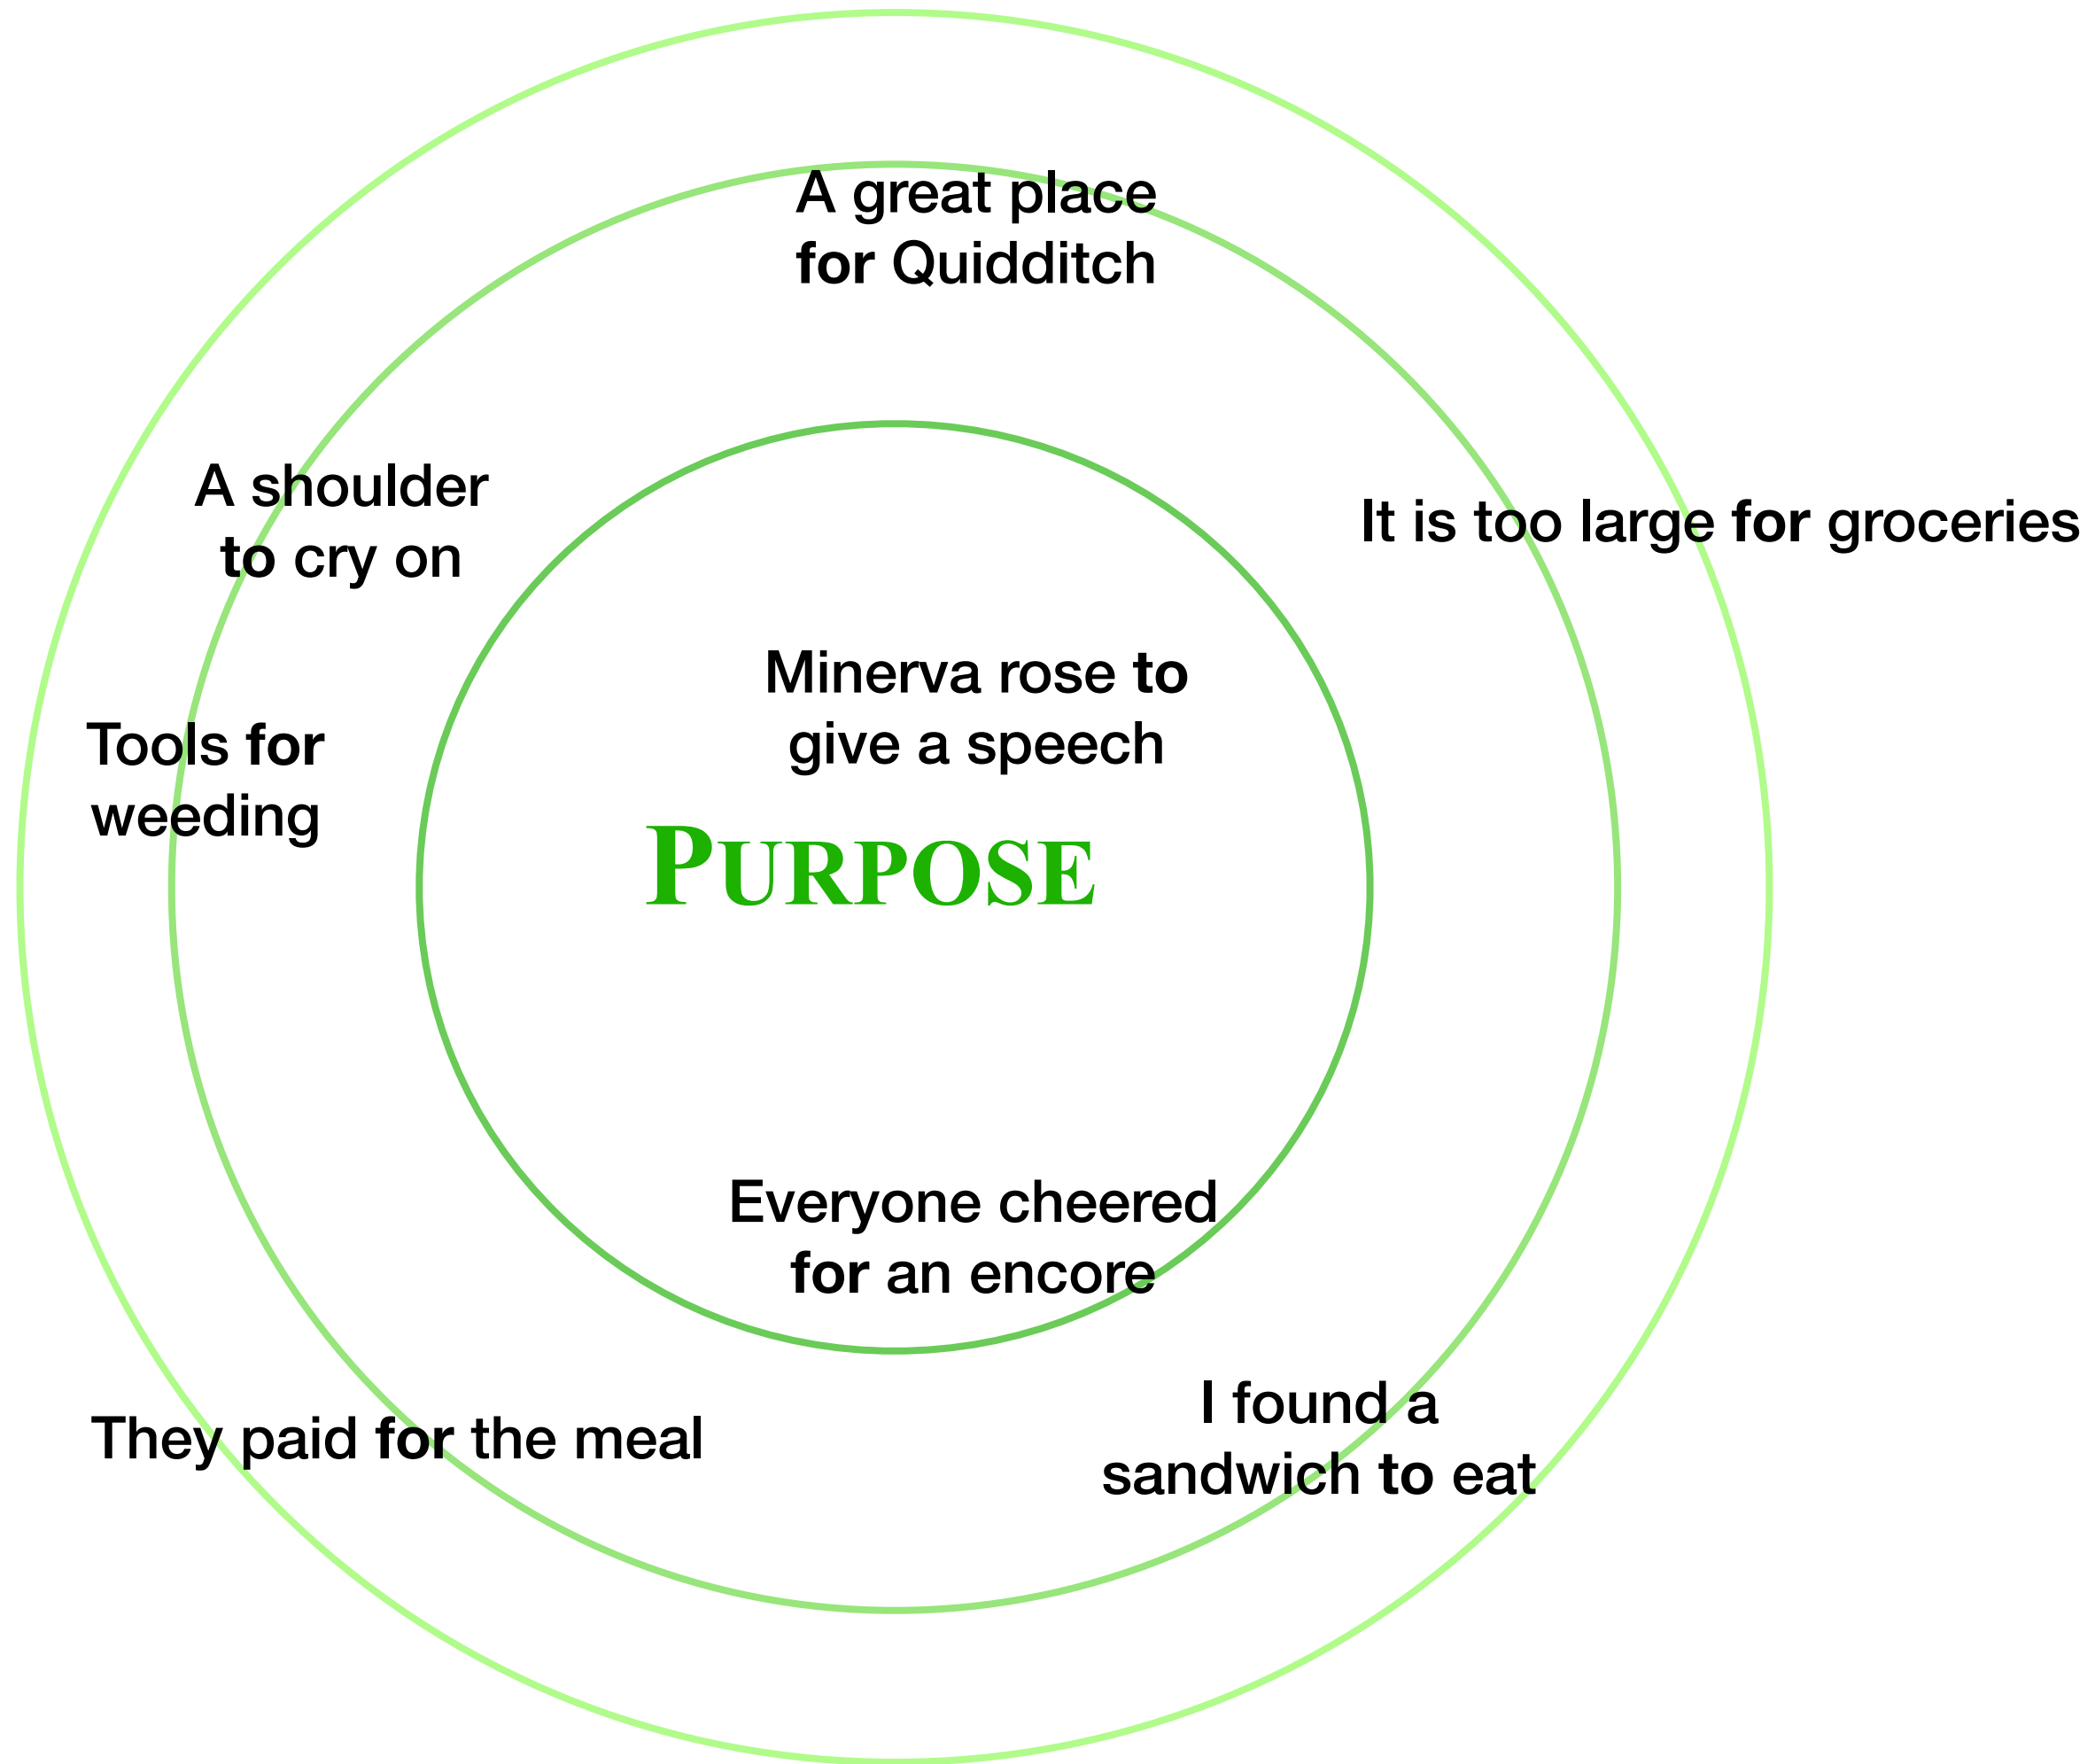 A great place
for Quidditch
A shoulder
to cry on
It is too large for groceries
Minerva rose to
give a speech
Tools for
weeding
PURPOSE
Everyone cheered
for an encore
They paid for the meal
I found a
sandwich to eat